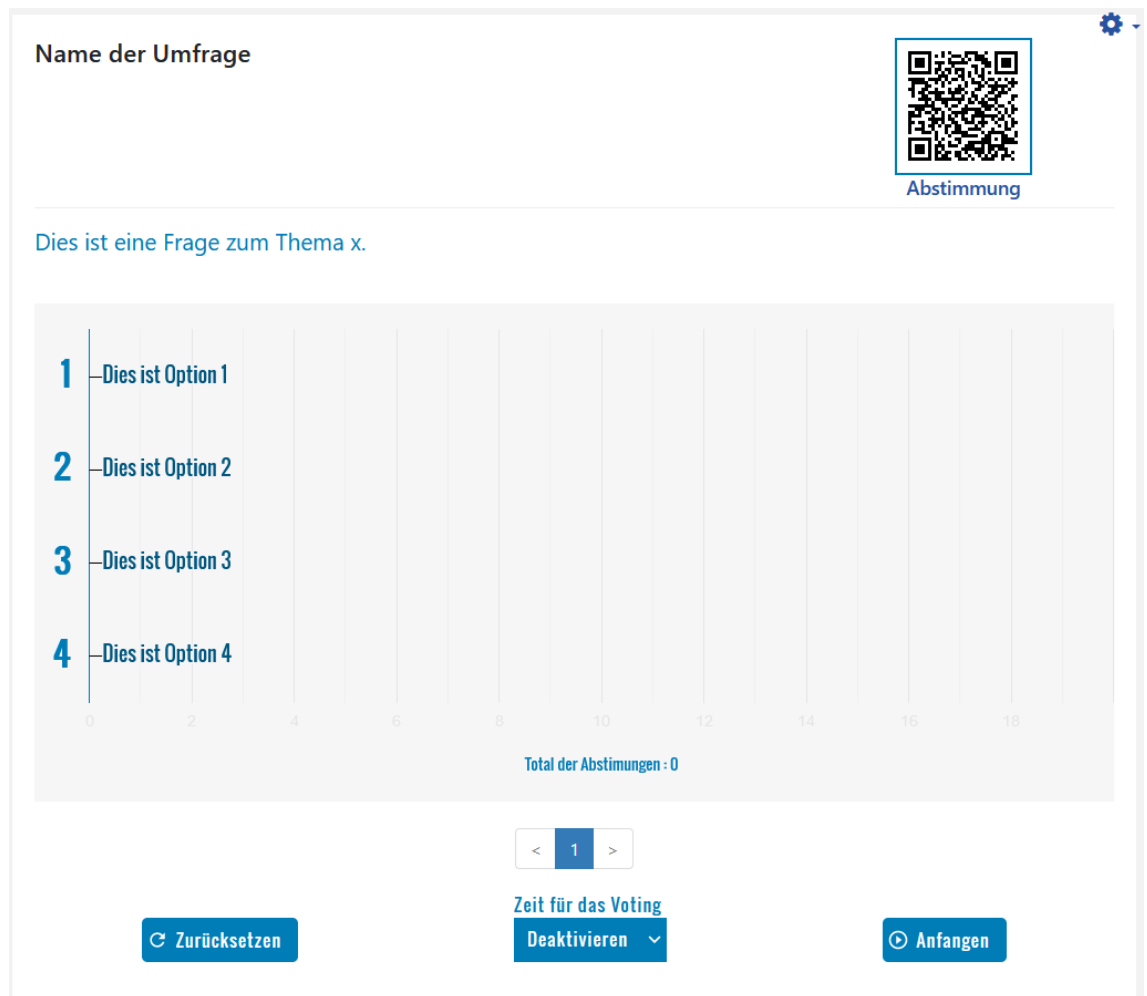 Name der Umfrage
Abstimmung
Dies ist eine Frage zum Thema x.
1 Dies ist Option 1
2 Dies ist Option 2
3 Dies ist Option 3
4 Dies ist Option 4
0 2 4 6 8 10 12 14 16 18
Total der Abstimungen : 0
< 1 >
Zeit für das Voting
Zurücksetzen Deaktivieren Anfangen